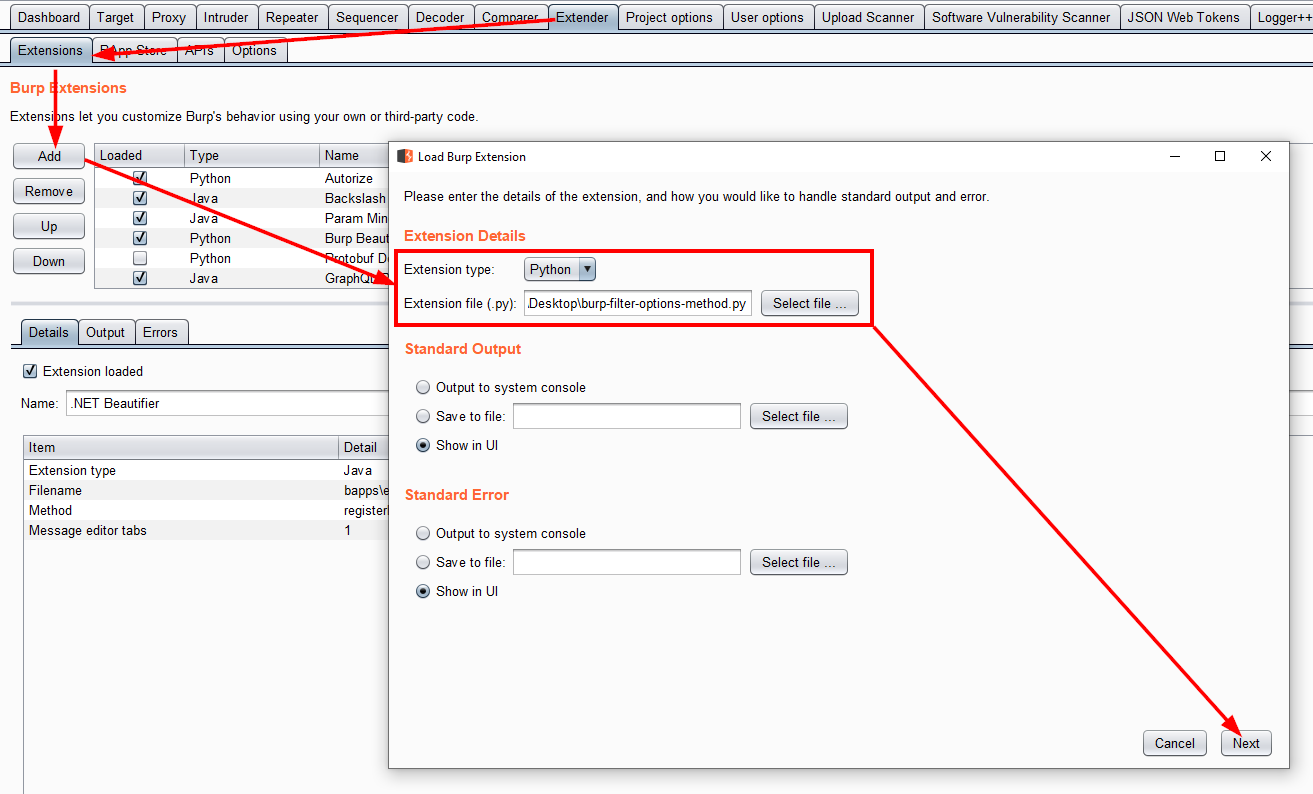 Dashboard Target Proxy Intruder Repeater Sequencer Decoder Comparer Extender Project options User options Upload Scanner Software Vulnerability Scanner JSON Web Tokens Logger++
Extensions BApp Store APIs Options
Burp Extensions
Extensions let you customize Burp's behavior using your own or third-party code.
Add
Remove
Up
Down
Loaded Type Name
Python Autorize
Java Backslash
Java Param Min
Python Burp Beaut
Python Protobuf De
Java GraphQL
Details Output Errors
Extension loaded
Name: .NET Beautifier
Item Detail
Extension type Java
Filename bapps\e
Method register
Message editor tabs 1
Load Burp Extension
Please enter the details of the extension, and how you would like to handle standard output and error.
Extension Details
Extension type: Python
Extension file (.py): .Desktop\burp-filter-options-method.py Select file ...
Standard Output
Output to system console
Save to file: Select file ...
Show in UI
Standard Error
Output to system console
Save to file: Select file ...
Show in UI
Cancel Next